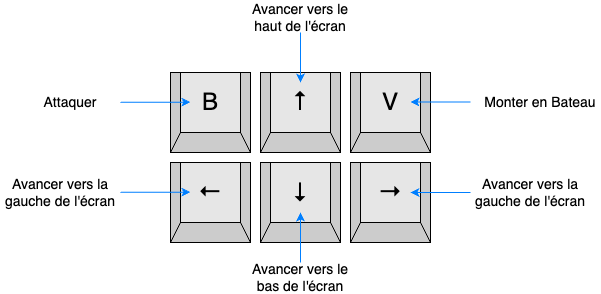 Avancer vers le
haut de l'écran
Attaquer
B
↑
V
Monter en Bateau
Avancer vers la
gauche de l'écran
←
↓
→
Avancer vers la
gauche de l'écran
Avancer vers le
bas de l'écran